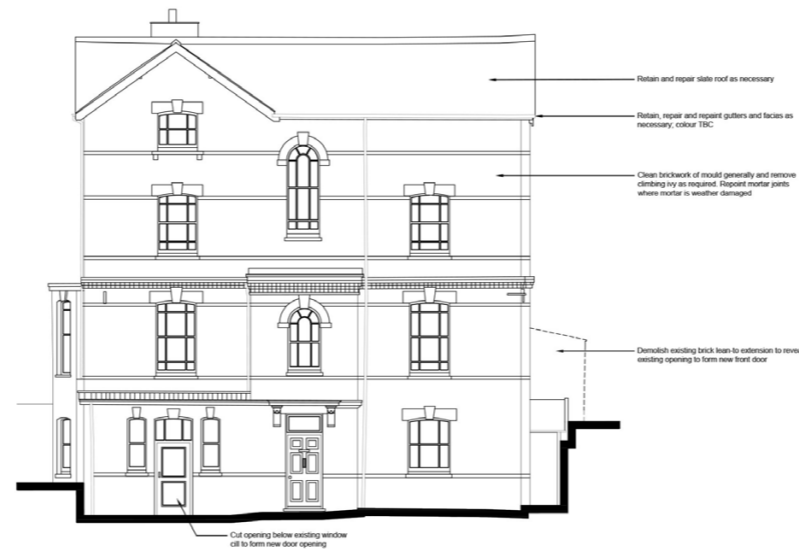 Retain and repair slate roof as necessary
Retain, repair and repaint gutters and facias as
necessary; colour TBC
Clean brickwork of mould generally and remove
climbing ivy as required. Repoint mortar joints
where mortar is weather damaged
Demolish existing brick lean-to extension to revea
existing opening to form new front door
Cut opening below existing window
cill to form new door opening